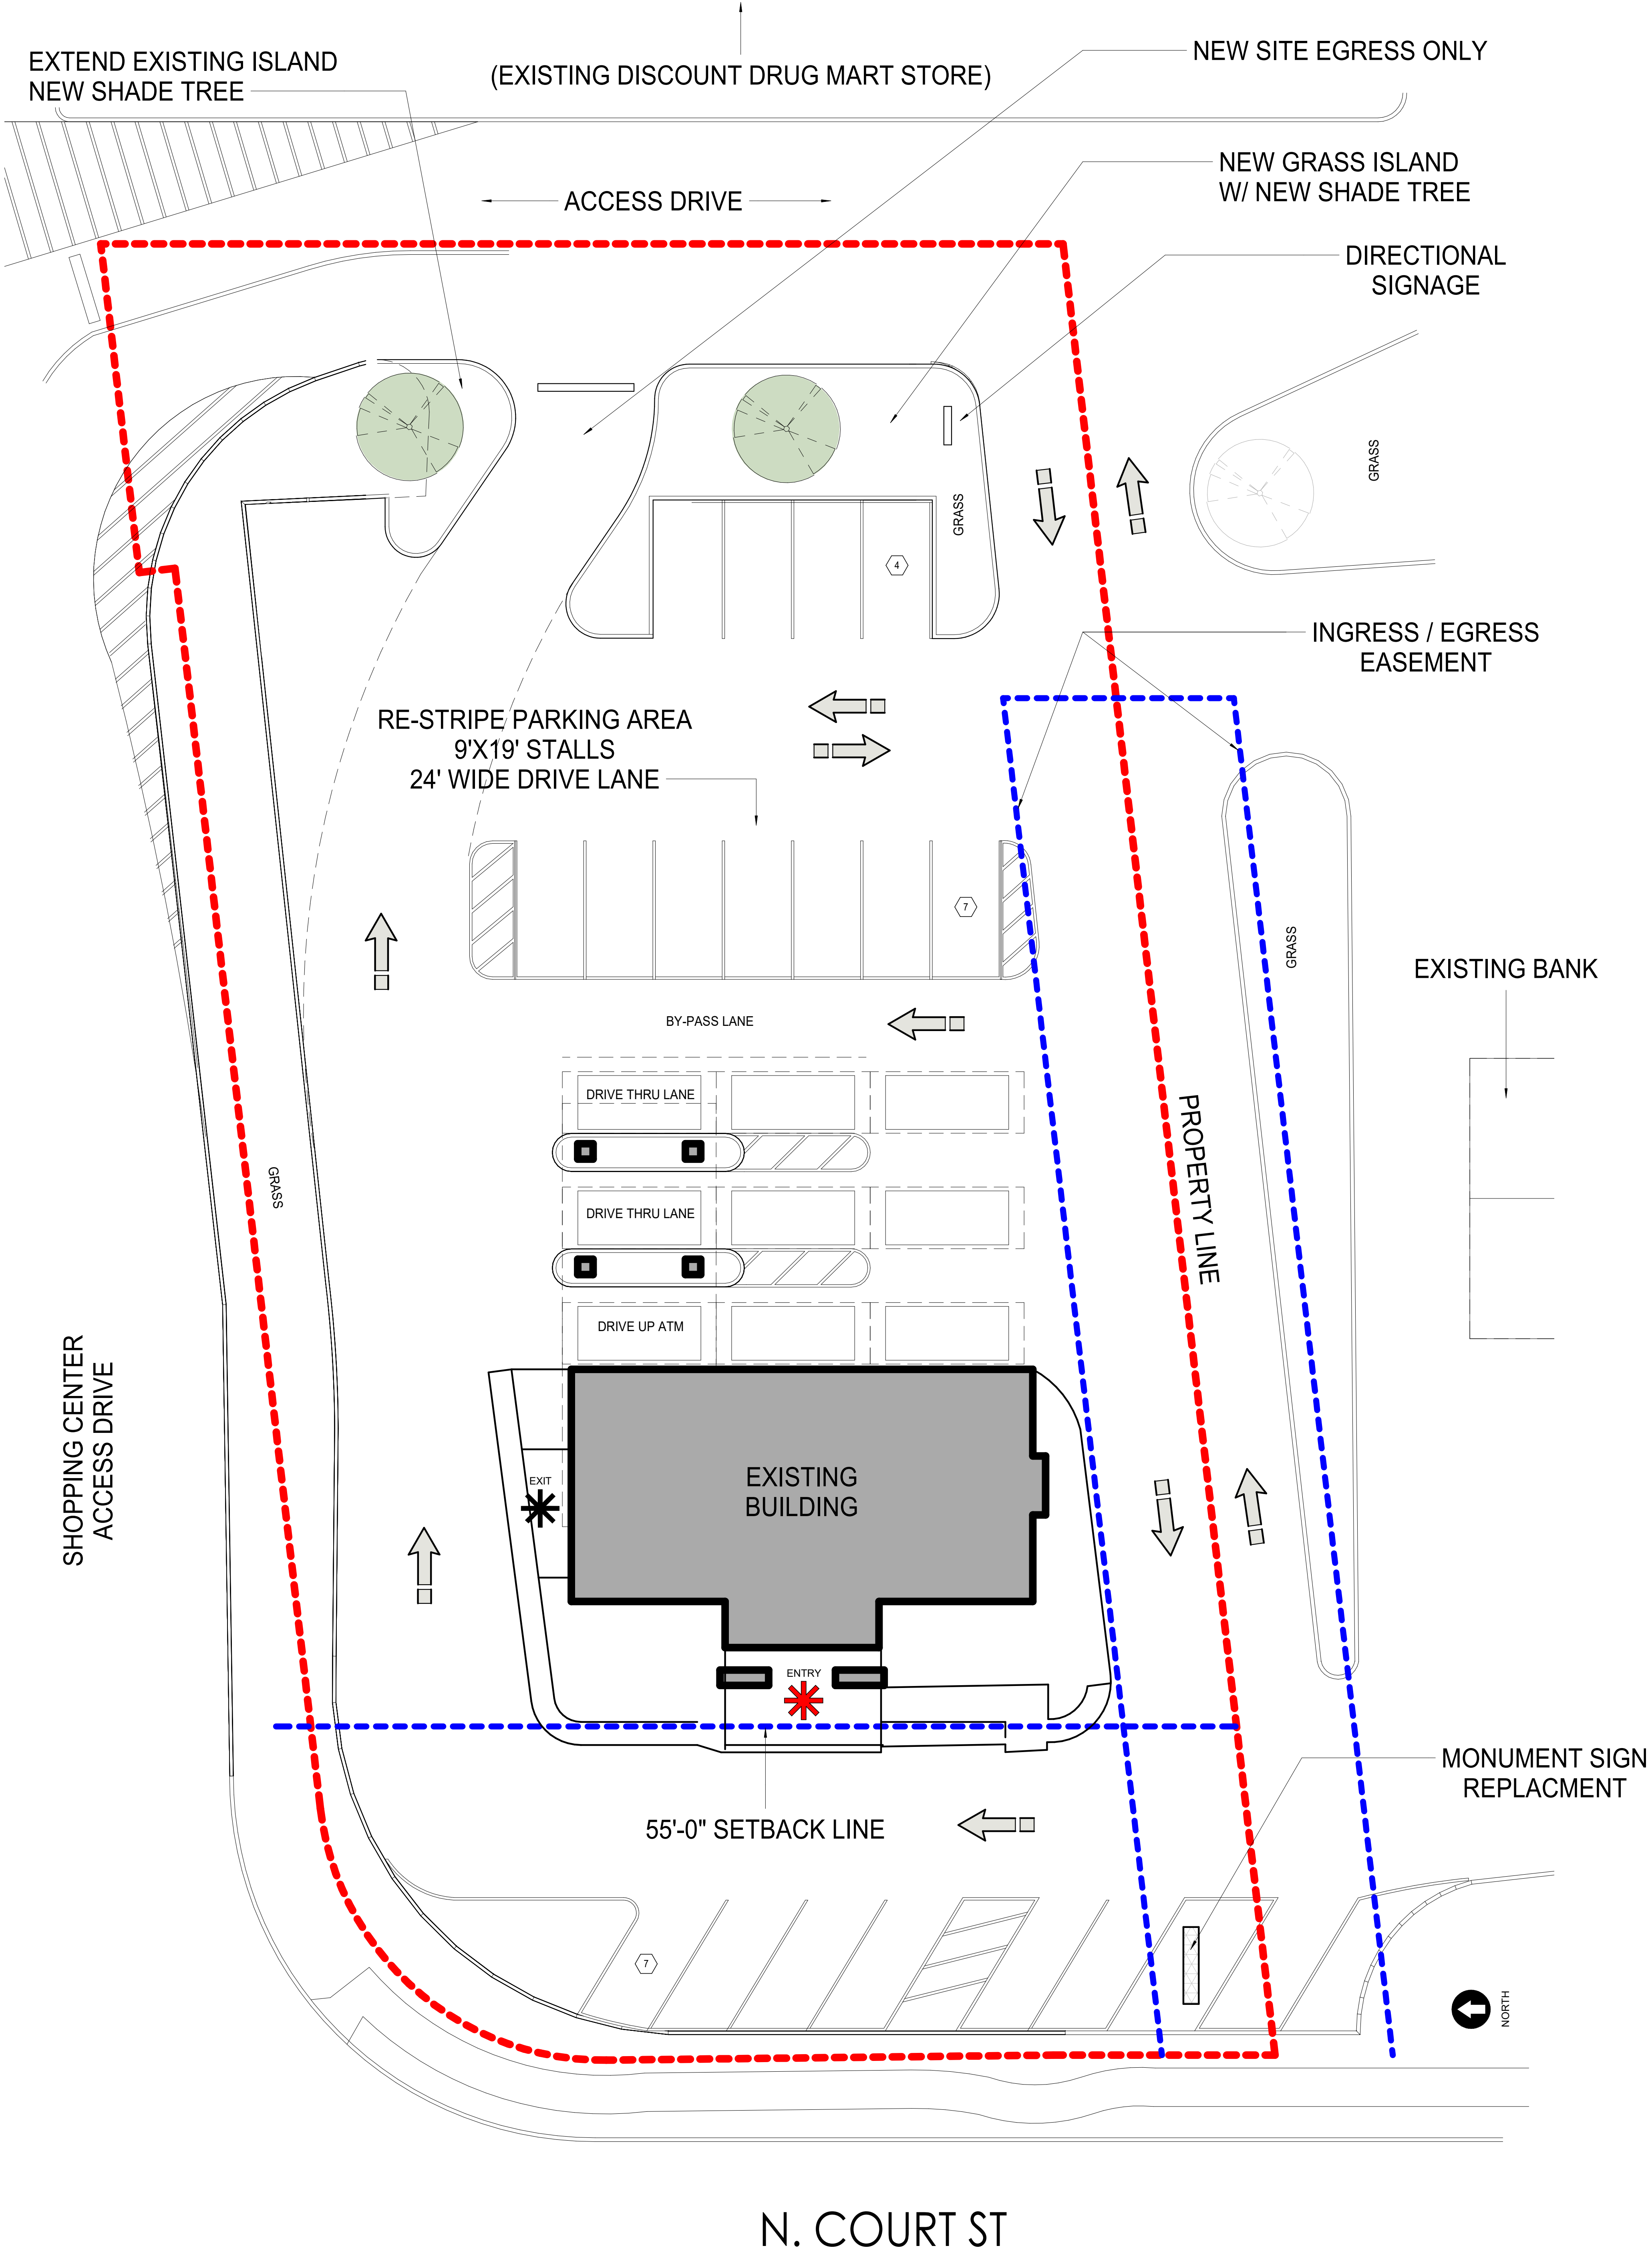 EXTEND EXISTING ISLAND
NEW SHADE TREE
(EXISTING DISCOUNT DRUG MART STORE)
NEW SITE EGRESS ONLY
NEW GRASS ISLAND
W/ NEW SHADE TREE
ACCESS DRIVE
DIRECTIONAL
SIGNAGE
GRASS
GRASS
4
INGRESS / EGRESS
EASEMENT
RE-STRIPE PARKING AREA
9'X19' STALLS
24' WIDE DRIVE LANE
7
GRASS
EXISTING BANK
BY-PASS LANE
DRIVE THRU LANE
PROPERTY LINE
GRASS
DRIVE THRU LANE
DRIVE UP ATM
SHOPPING CENTER
ACCESS DRIVE
EXIT
EXISTING
BUILDING
ENTRY
MONUMENT SIGN
REPLACMENT
55'-0" SETBACK LINE
7
NORTH
N. COURT ST